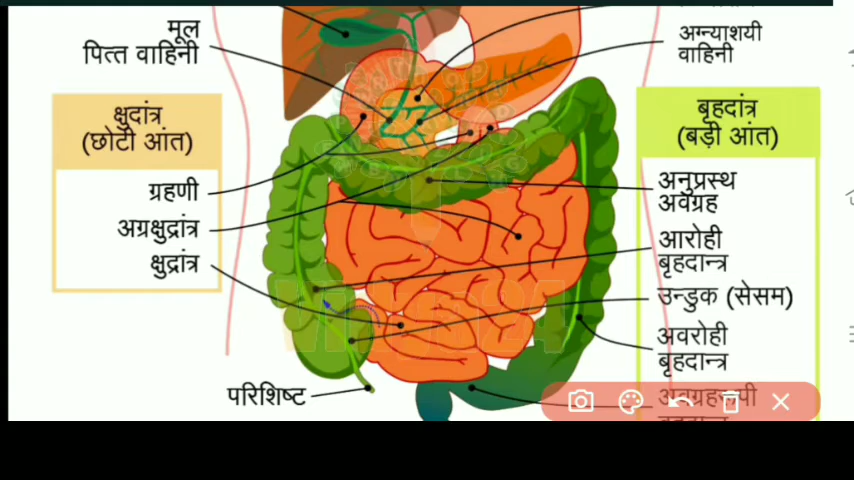 मूल
पित्त वाहिनी
अग्न्याशयी
वाहिनी
क्षुदांत्र
(छोटी आंत)
ग्रहणी
अग्रक्षुद्रांत्र
क्षुद्रांत्र
परिशिष्ट
बृहदांत्र
(बड़ी आंत)
अनुप्रस्थ
अवग्रह
आरोही
बृहदान्त्र
उन्डुक (सेसम)
अवरोही
बृहदान्त्र